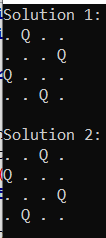 Solution 1:
. Q . .
. . . Q
Q . . .
. . Q .

Solution 2:
. . Q .
Q . . .
. . . Q
. Q . .